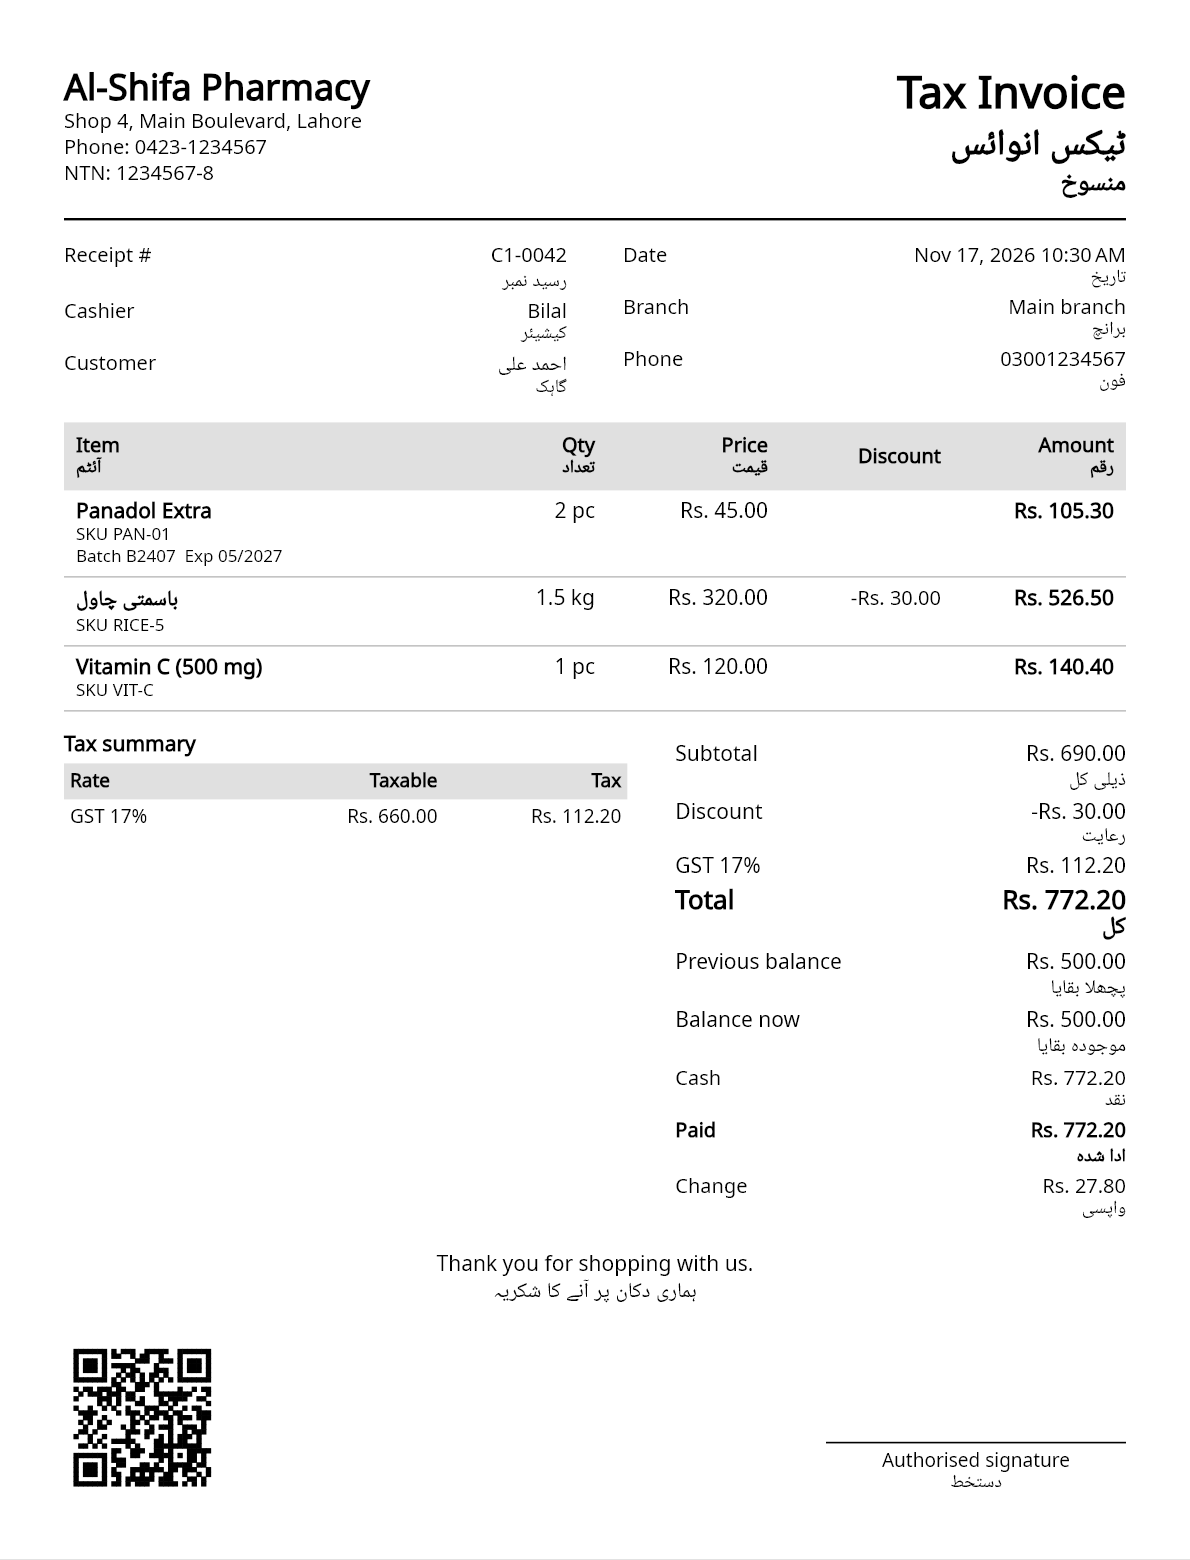 Al-Shifa Pharmacy
Shop 4, Main Boulevard, Lahore
Phone: 0423-1234567
NTN: 1234567-8
Tax Invoice
ٹیکس انوائس
منسوخ
Receipt # C1-0042
رسید نمبر
Date Nov 17, 2026 10:30 AM
تاریخ
Cashier Bilal
کیشیئر
Branch Main branch
برانچ
Customer احمد علی
گاہک
Phone 03001234567
فون
Item Qty Price Discount Amount
آئٹم تعداد قیمت رقم
Panadol Extra 2 pc Rs. 45.00 Rs. 105.30
SKU PAN-01
Batch B2407 Exp 05/2027
باسمتی چاول 1.5 kg Rs. 320.00 -Rs. 30.00 Rs. 526.50
SKU RICE-5
Vitamin C (500 mg) 1 pc Rs. 120.00 Rs. 140.40
SKU VIT-C
Tax summary
Rate Taxable Tax
GST 17% Rs. 660.00 Rs. 112.20
Subtotal Rs. 690.00
ذیلی کل
Discount -Rs. 30.00
رعایت
GST 17% Rs. 112.20
Total Rs. 772.20
کل
Previous balance Rs. 500.00
پچھلا بقایا
Balance now Rs. 500.00
موجودہ بقایا
Cash Rs. 772.20
نقد
Paid Rs. 772.20
ادا شدہ
Change Rs. 27.80
واپسی
Thank you for shopping with us.
ہماری دکان پر آنے کا شکریہ
Authorised signature
دستخط